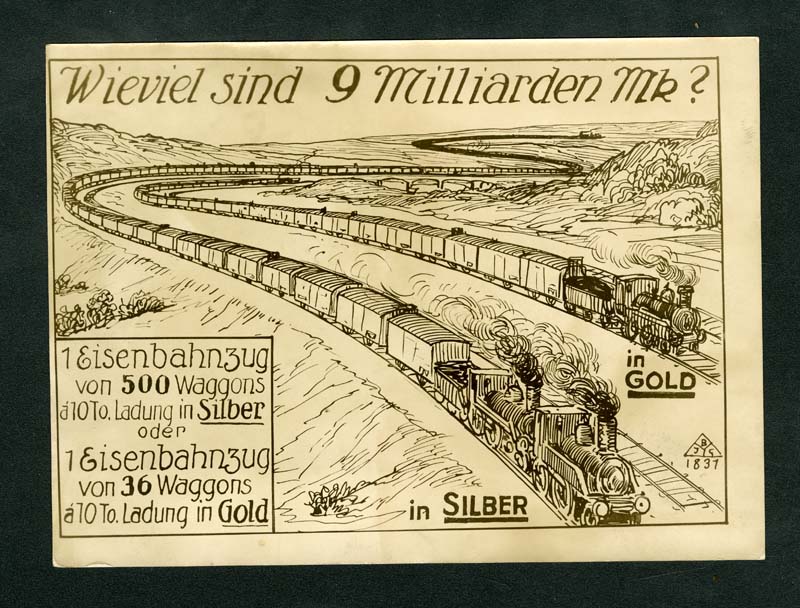 Wieviel sind 9 Milliarden Mk?
1 Eisenbahnzug
von 500 Waggons
á 10 To. Ladung in Silber
oder
1 Eisenbahnzug
von 36 Waggons
á 10 To. Ladung in Gold
in
GOLD
in SILBER
B
J S
1837